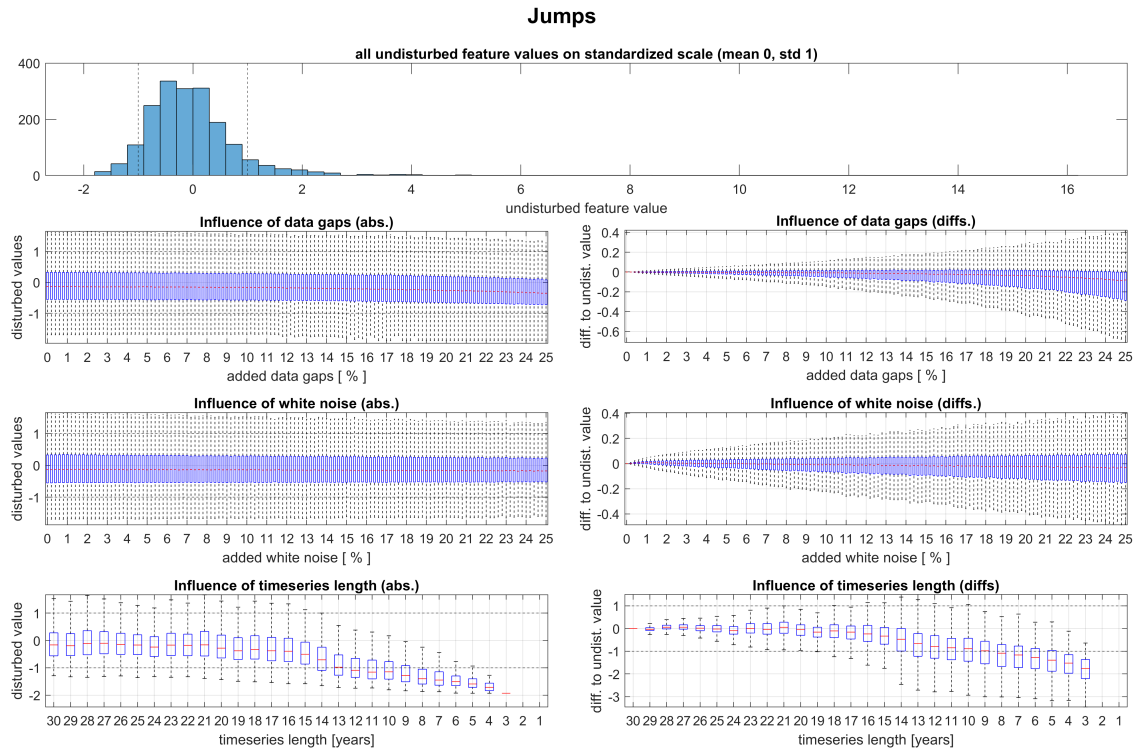 Jumps
all undisturbed feature values on standardized scale (mean 0, std 1)
400
200
0
-2 0 2 4 6 8 10 12 14 16
undisturbed feature value
Influence of data gaps (abs.)
disturbed values
1
0
-1
0 1 2 3 4 5 6 7 8 9 10 11 12 13 14 15 16 17 18 19 20 21 22 23 24 25
added data gaps [ % ]
Influence of data gaps (diffs.)
diff. to undist. value
0.4
0.2
0
-0.2
-0.4
-0.6
0 1 2 3 4 5 6 7 8 9 10 11 12 13 14 15 16 17 18 19 20 21 22 23 24 25
added data gaps [ % ]
Influence of white noise (abs.)
disturbed values
1
0
-1
0 1 2 3 4 5 6 7 8 9 10 11 12 13 14 15 16 17 18 19 20 21 22 23 24 25
added white noise [ % ]
Influence of white noise (diffs.)
diff. to undist. value
0.4
0.2
0
-0.2
-0.4
0 1 2 3 4 5 6 7 8 9 10 11 12 13 14 15 16 17 18 19 20 21 22 23 24 25
added white noise [ % ]
Influence of timeseries length (abs.)
disturbed value
1
0
-1
-2
30 29 28 27 26 25 24 23 22 21 20 19 18 17 16 15 14 13 12 11 10 9 8 7 6 5 4 3 2 1
timeseries length [years]
Influence of timeseries length (diffs)
diff. to undist. value
1
0
-1
-2
-3
30 29 28 27 26 25 24 23 22 21 20 19 18 17 16 15 14 13 12 11 10 9 8 7 6 5 4 3 2 1
timeseries length [years]